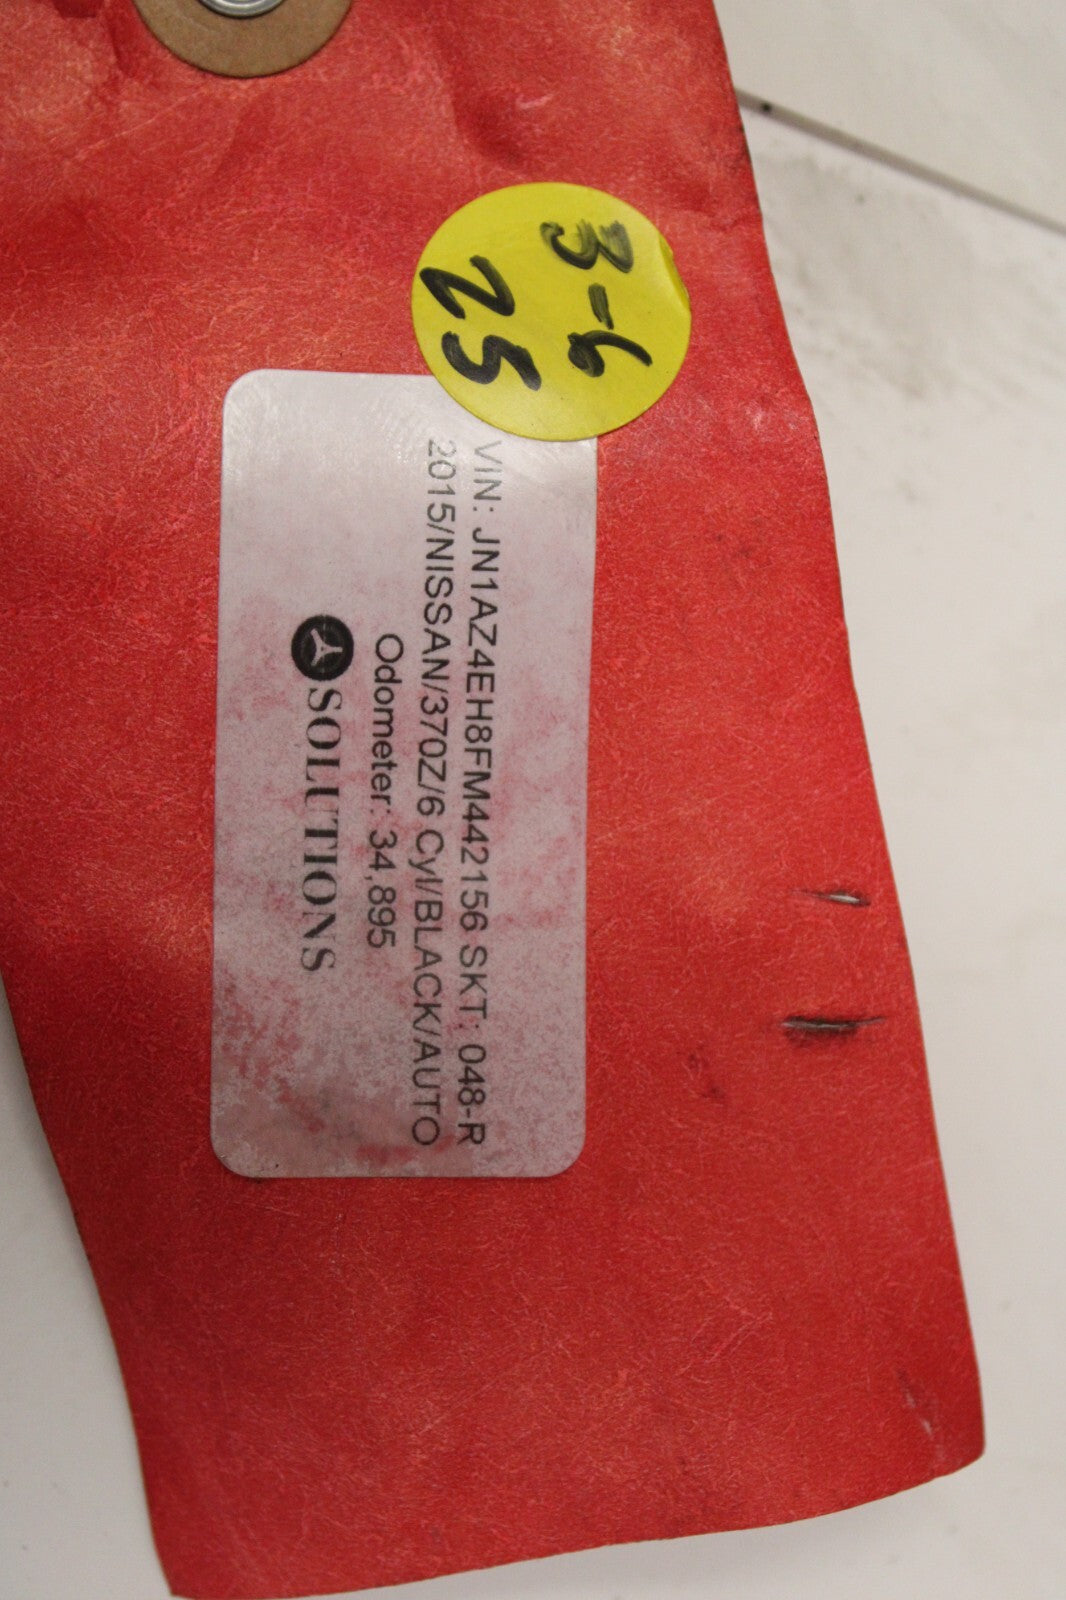 3-6
25
VIN: JN1AZ4EH8FM442156 SKT: 048-R
2015/NISSAN/370Z/6 Cyl/BLACK/AUTO
Odometer: 34,895
SOLUTIONS